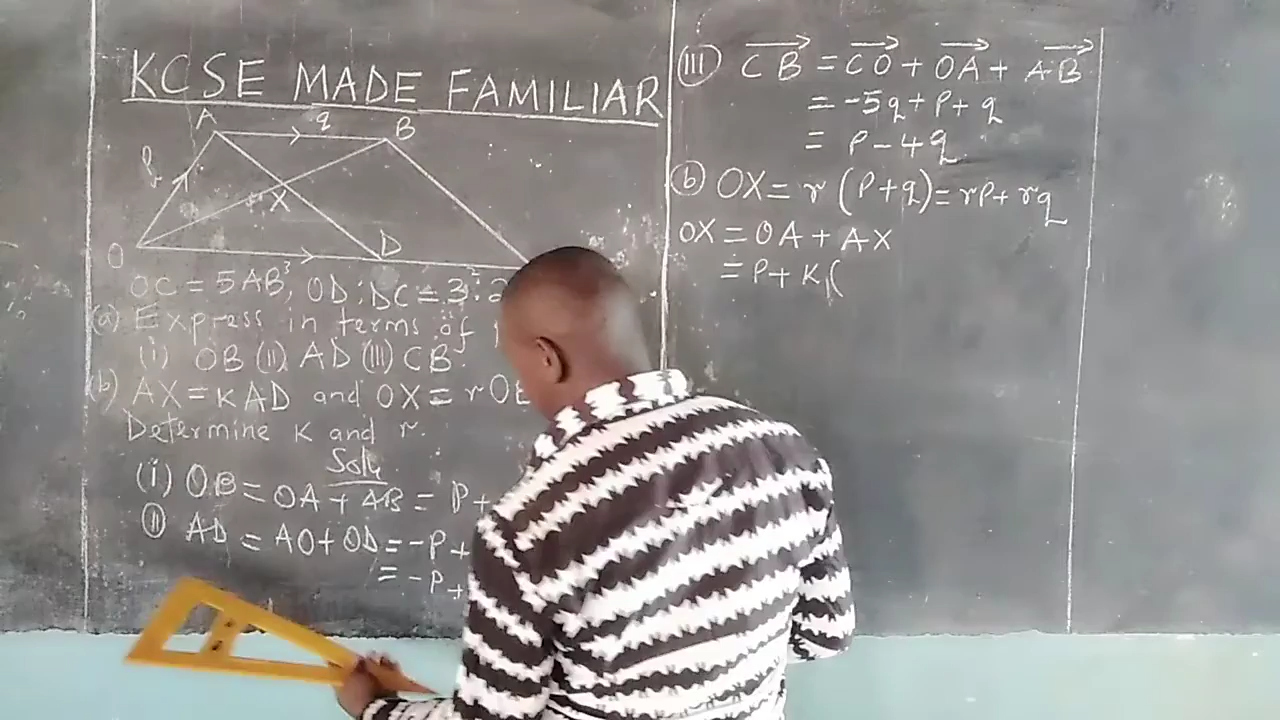 KCSE MADE FAMILIAR
A q B
X
O D
OC = 5AB, OD:DC = 3:2
(a) Express in terms of
(i) OB (ii) AD (iii) CB.
(b) AX = KAD and OX = rOB
Determine K and r.
Soln
(i) OB = OA + AB = P +
(ii) AD = AO + OD = -P +
= -P +
(iii) CB = CO + OA + AB
= -5q + P + q
= P - 4q
(b) OX = r (P+q) = rP + rq
OX = OA + AX
= P + K(